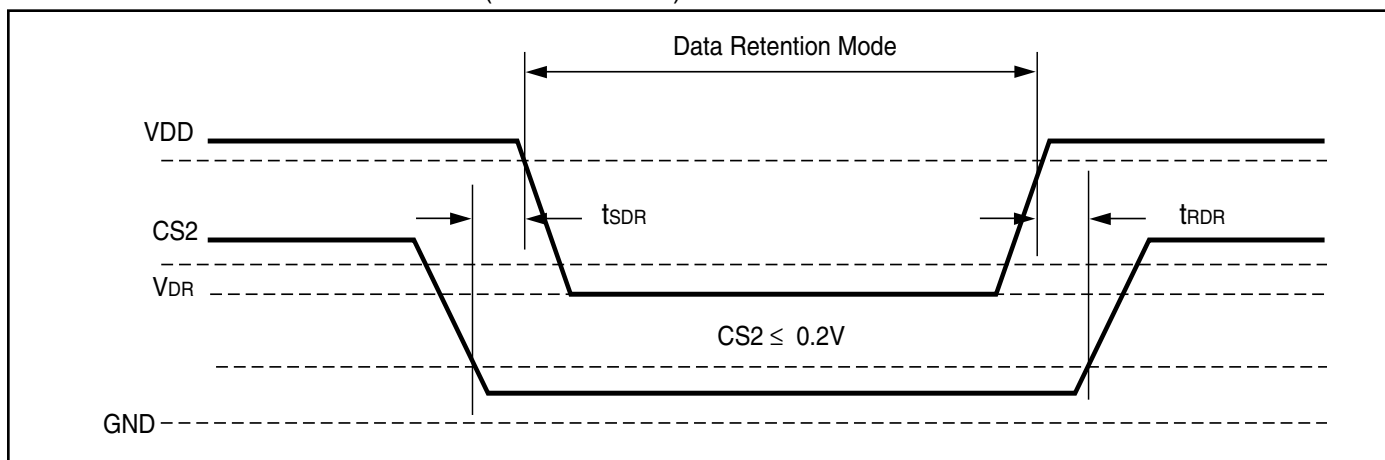 Data Retention Mode
VDD
tSDR
tRDR
CS2
VDR
CS2 ≤ 0.2V
GND